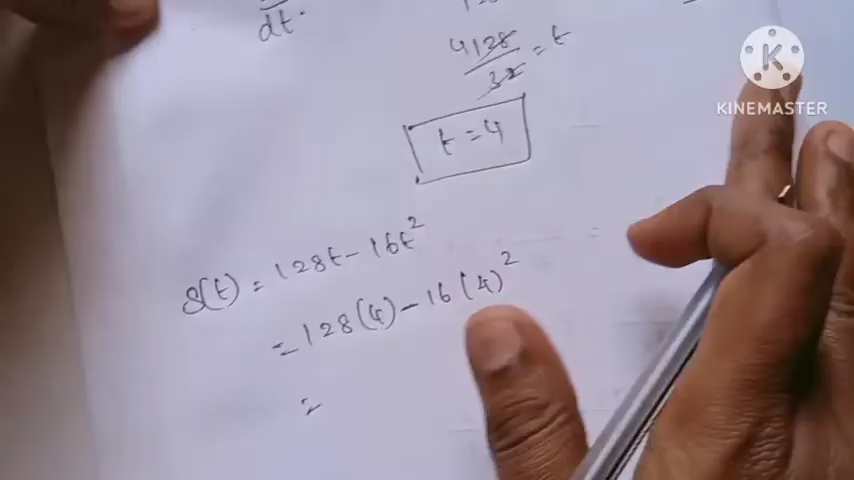 dt.
4128
32 = t
t = 4
S(t) = 128t - 16t²
= 128(4) - 16(4)²
=
KINEMASTER